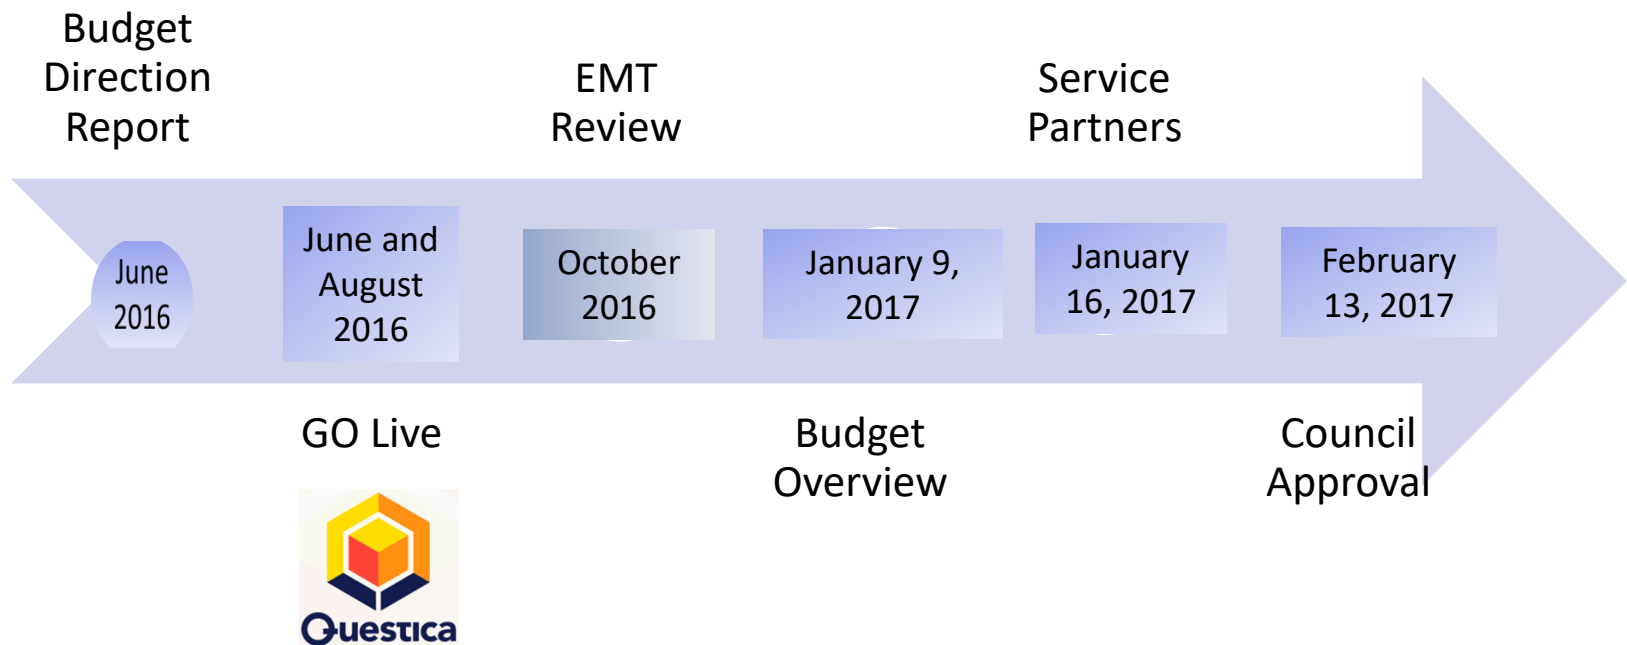 Budget
Direction
Report
EMT
Review
Service
Partners
June
2016
June and
August
2016
October
2016
January 9,
2017
January
16, 2017
February
13, 2017
GO Live
Budget
Overview
Council
Approval
Questica